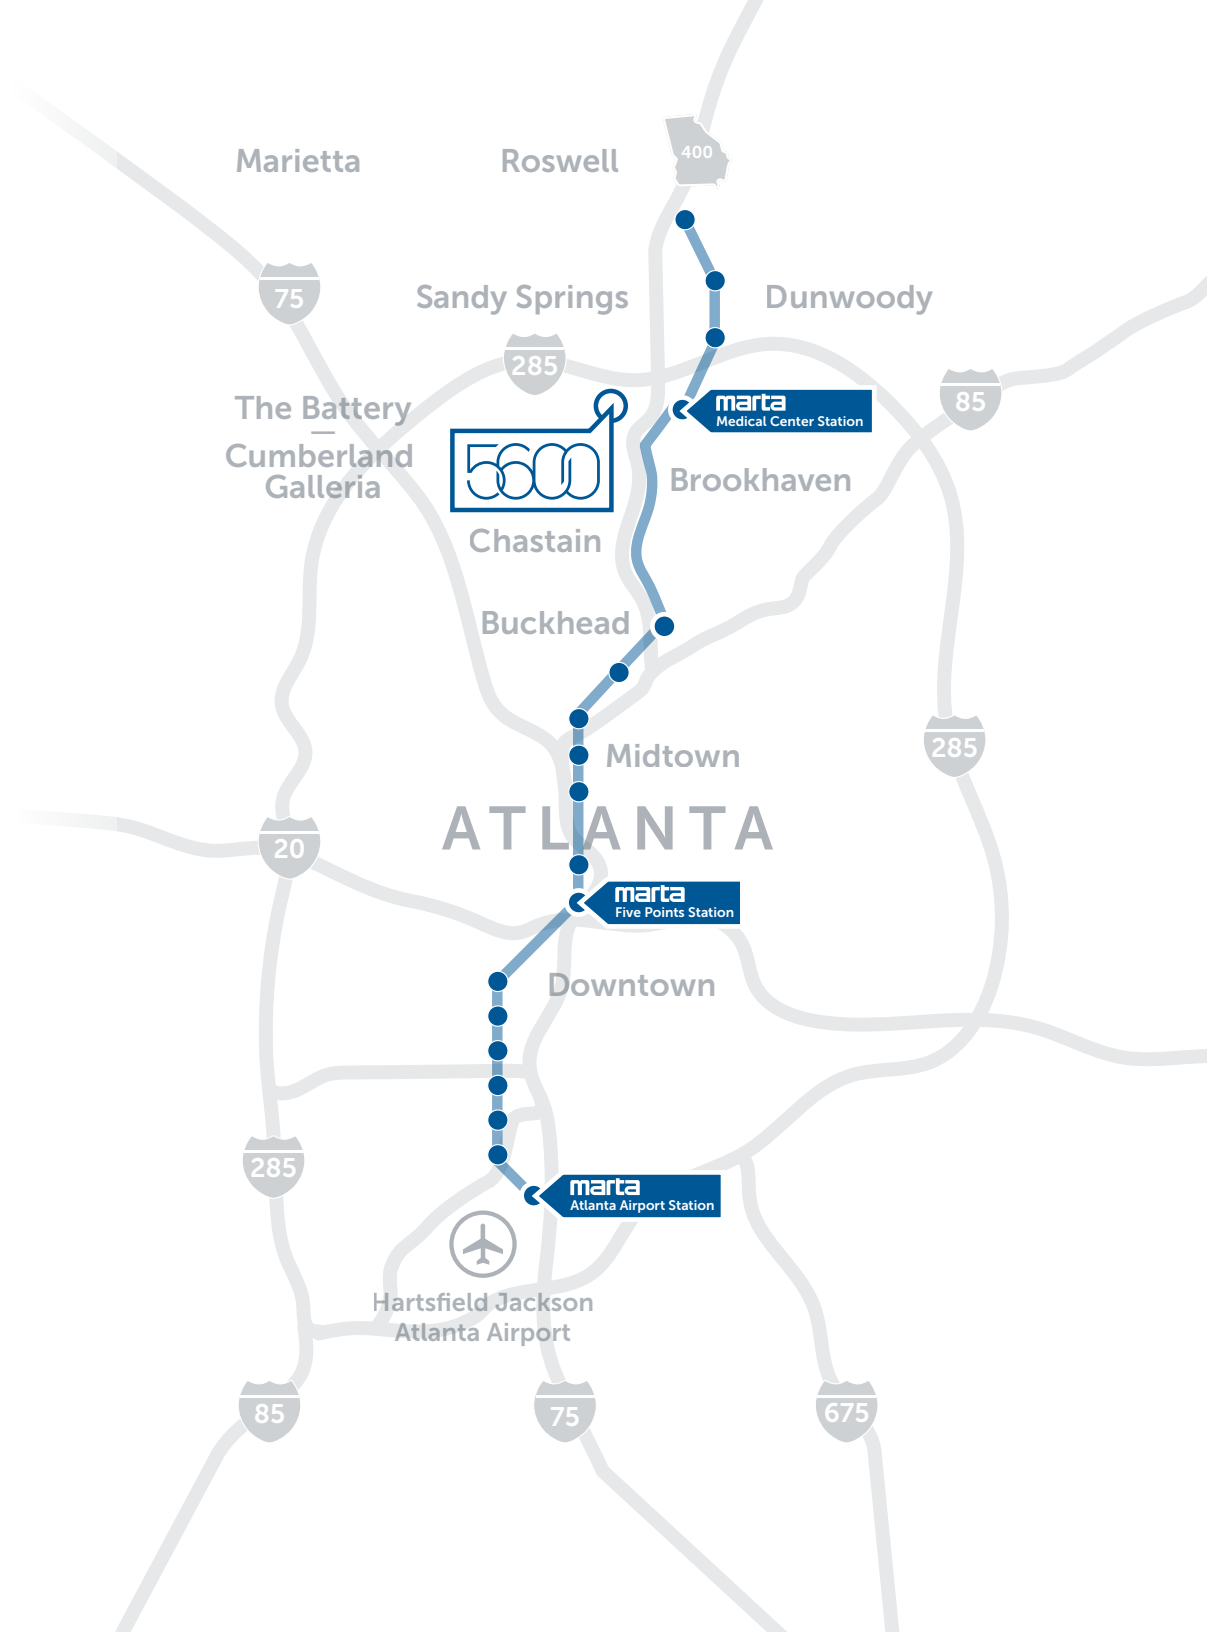 Marietta
Roswell
400
75
Sandy Springs
Dunwoody
285
The Battery
—
Cumberland
Galleria
85
marta
Medical Center Station
5600
Brookhaven
Chastain
Buckhead
285
Midtown
ATLANTA
20
marta
Five Points Station
Downtown
285
marta
Atlanta Airport Station
Hartsfield Jackson
Atlanta Airport
85
75
675